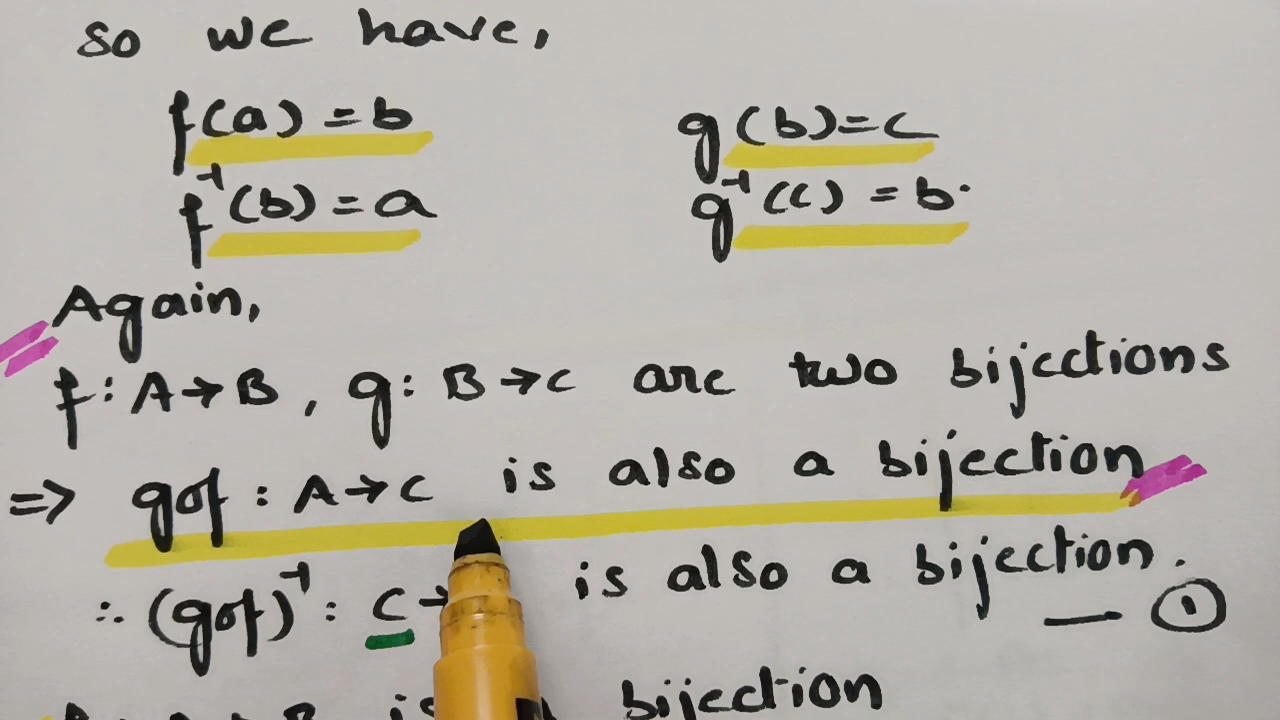 so we have,
f(a) = b
g(b)=c
f⁻¹(b) = a
g⁻¹(c) = b.
Again,
f : A→B , g : B→C are two bijections
=> gof : A→C is also a bijection
∴ (gof)⁻¹ : C→ is also a bijection. — ①
is bijection